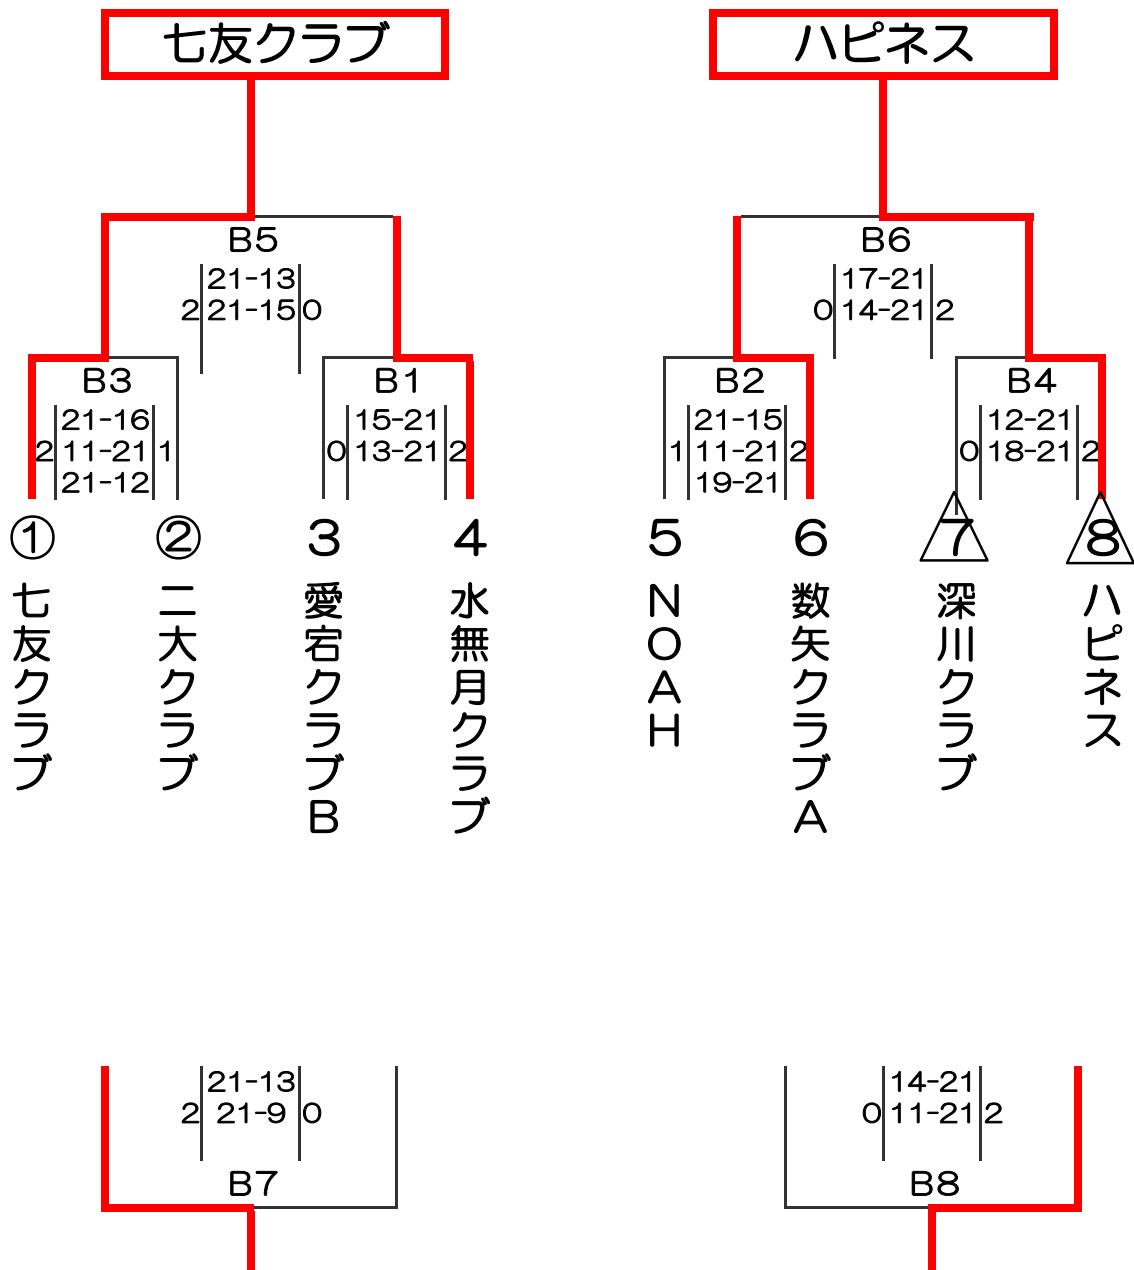 七友クラブ ハピネス
B5 B6
21-13 17-21
2 21-15 0 0 14-21 2
B3 B1 B2 B4
21-16 15-21 21-15 12-21
2 11-21 1 0 13-21 2 1 11-21 2 0 18-21 2
21-12 19-21
① ② 3 4 5 6 7 8
七友クラブ
二大クラブ
愛宕クラブB
水無月クラブ
NOAH
数矢クラブA
深川クラブ
ハピネス
21-13 14-21
2 21-9 0 0 11-21 2
B7 B8